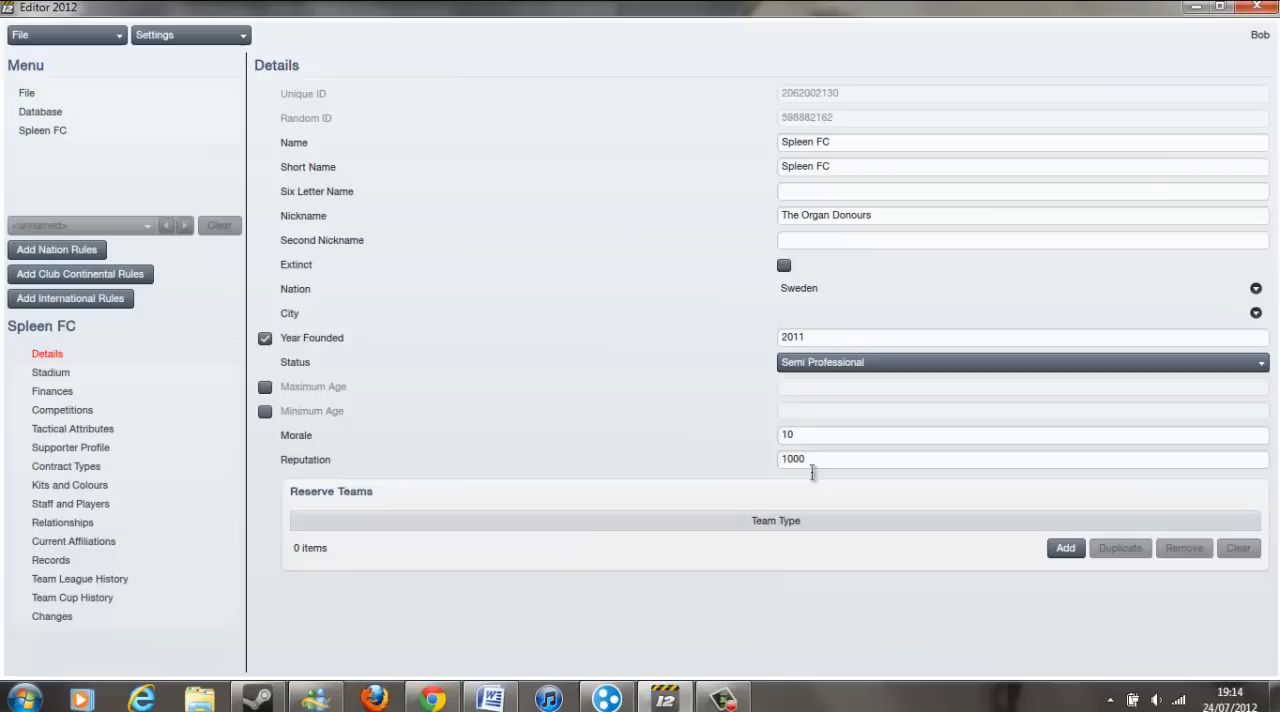 Editor 2012
File
Settings
Bob
Menu
File
Database
Spleen FC
<unnamed>
Clear
Add Nation Rules
Add Club Continental Rules
Add International Rules
Spleen FC
Details
Stadium
Finances
Competitions
Tactical Attributes
Supporter Profile
Contract Types
Kits and Colours
Staff and Players
Relationships
Current Affiliations
Records
Team League History
Team Cup History
Changes
Details
Unique ID 2062002130
Random ID 598882162
Name Spleen FC
Short Name Spleen FC
Six Letter Name
Nickname The Organ Donours
Second Nickname
Extinct
Nation Sweden
City
Year Founded 2011
Status Semi Professional
Maximum Age
Minimum Age
Morale 10
Reputation 1000
Reserve Teams
Team Type
0 items Add Duplicate Remove Clear
12
19:14
24/07/2012